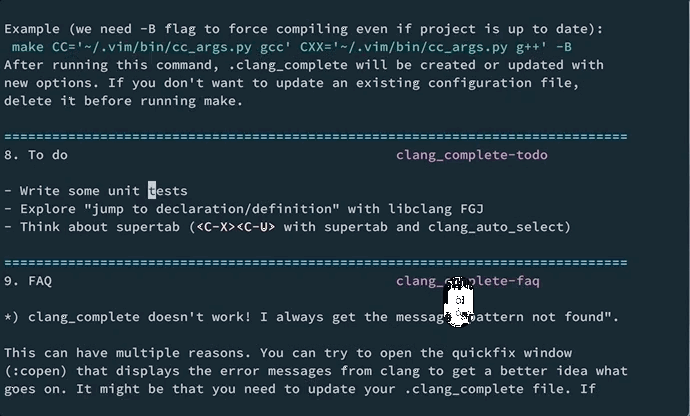 Example (we need -B flag to force compiling even if project is up to date):
make CC='~/.vim/bin/cc_args.py gcc' CXX='~/.vim/bin/cc_args.py g++' -B
After running this command, .clang_complete will be created or updated with
new options. If you don't want to update an existing configuration file,
delete it before running make.
==============================================================================
8. To do clang_complete-todo
- Write some unit tests
- Explore "jump to declaration/definition" with libclang FGJ
- Think about supertab (<C-X><C-U> with supertab and clang_auto_select)
==============================================================================
9. FAQ clang_complete-faq
*) clang_complete doesn't work! I always get the message "pattern not found".
This can have multiple reasons. You can try to open the quickfix window
(:copen) that displays the error messages from clang to get a better idea what
goes on. It might be that you need to update your .clang_complete file. If